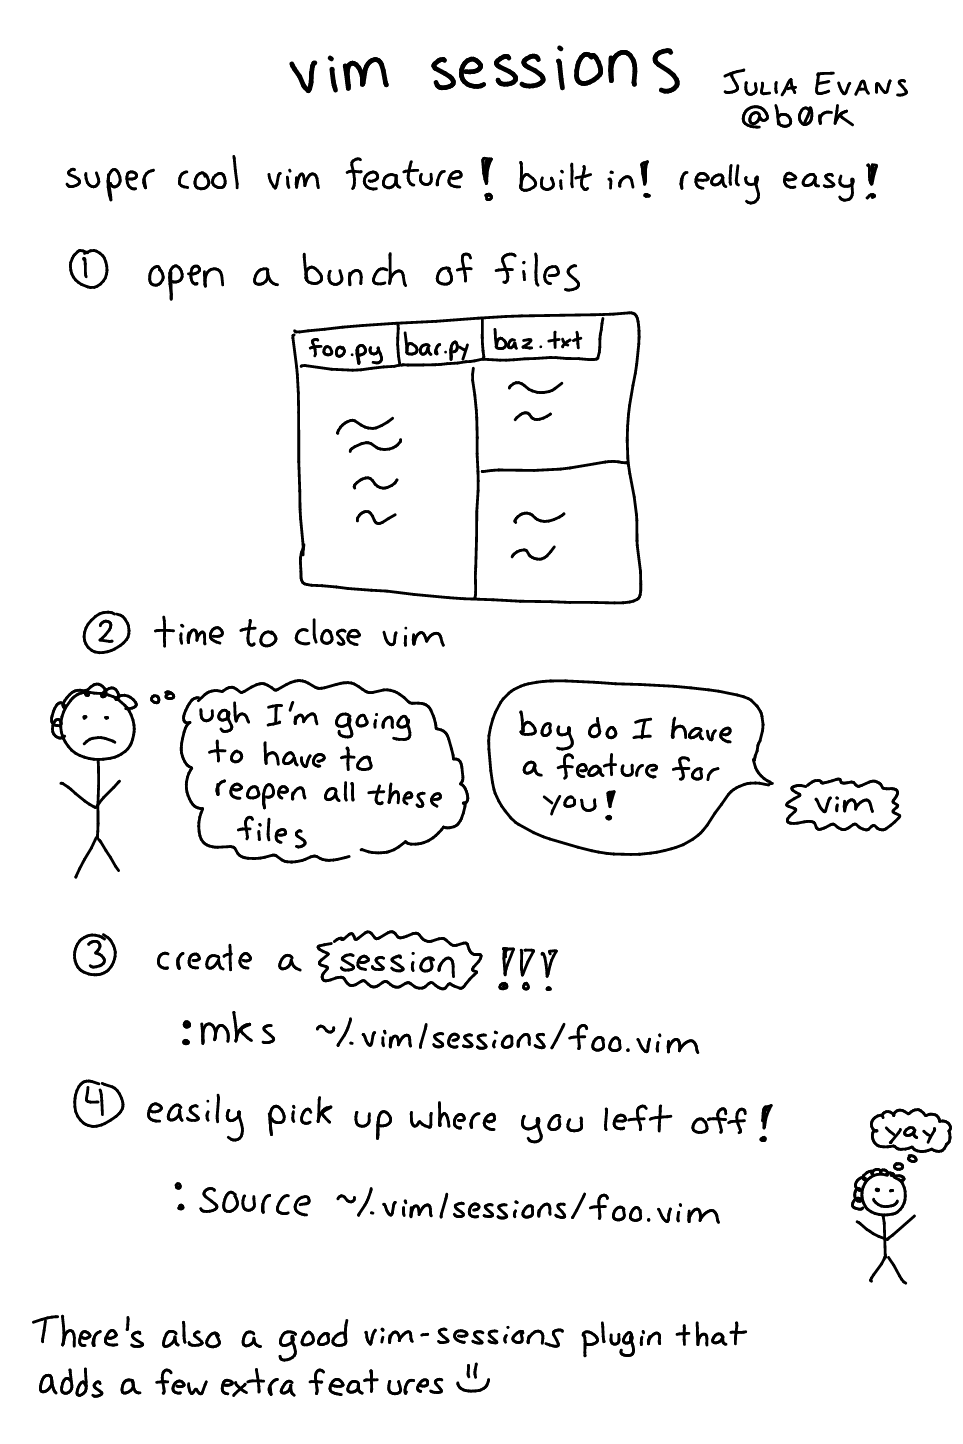 vim sessions
JULIA EVANS
@b0rk
super cool vim feature! built in! really easy!
① open a bunch of files
foo.py bar.py baz.txt
② time to close vim
ugh I'm going
to have to
reopen all these
files
boy do I have
a feature for
you!
vim
③ create a session !!!
:mks ~/.vim/sessions/foo.vim
④ easily pick up where you left off!
yay
:source ~/.vim/sessions/foo.vim
There's also a good vim-sessions plugin that
adds a few extra features